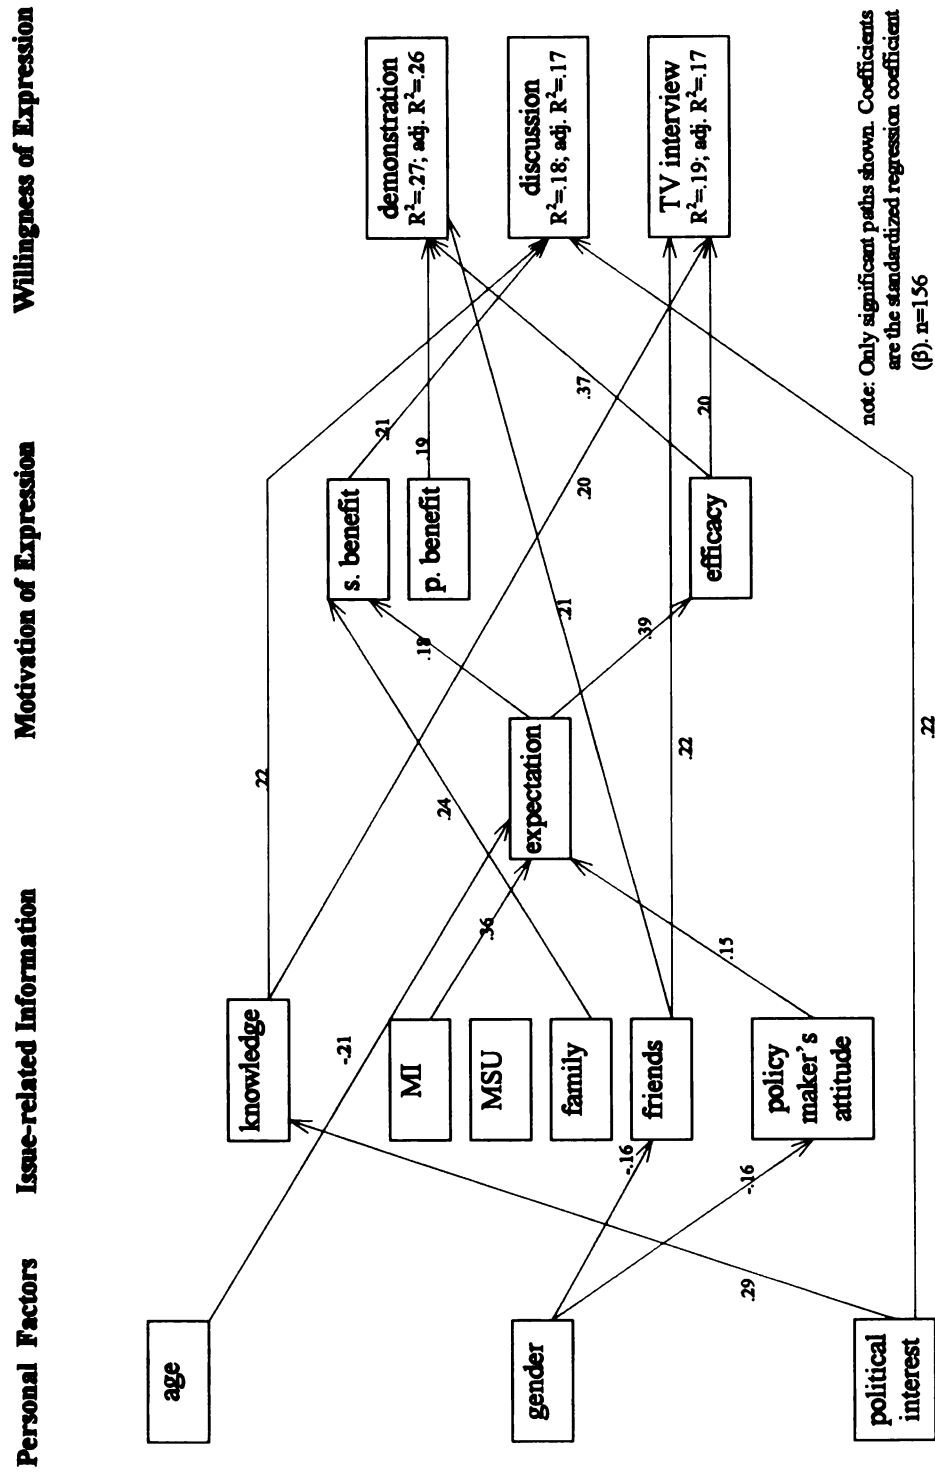 Personal Factors
Issue-related Information
Motivation of Expression
Willingness of Expression
age
gender
political
interest
knowledge
MI
MSU
family
friends
policy
maker's
attitude
expectation
s. benefit
p. benefit
efficacy
demonstration
R²=.27; adj. R²=.26
discussion
R²=.18; adj. R²=.17
TV interview
R²=.19; adj. R²=.17
-.21
-.16
-.16
.29
.22
.36
.24
.15
.18
.39
.21
.22
.20
.21
.19
.37
.20
.22
note: Only significant paths shown. Coefficients
are the standardized regression coefficient
(β). n=156